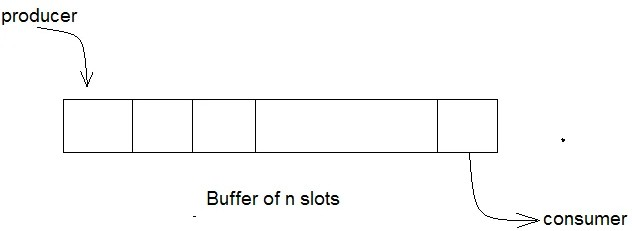 producer
Buffer of n slots
consumer